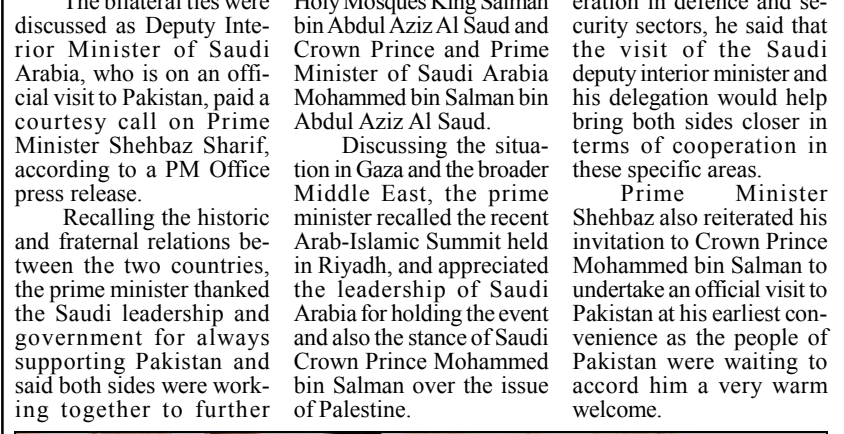 The bilateral ties were
discussed as Deputy Inte-
rior Minister of Saudi
Arabia, who is on an offi-
cial visit to Pakistan, paid a
courtesy call on Prime
Minister Shehbaz Sharif,
according to a PM Office
press release.
Recalling the historic
and fraternal relations be-
tween the two countries,
the prime minister thanked
the Saudi leadership and
government for always
supporting Pakistan and
said both sides were work-
ing together to further
Holy Mosques King Salman
bin Abdul Aziz Al Saud and
Crown Prince and Prime
Minister of Saudi Arabia
Mohammed bin Salman bin
Abdul Aziz Al Saud.
Discussing the situa-
tion in Gaza and the broader
Middle East, the prime
minister recalled the recent
Arab-Islamic Summit held
in Riyadh, and appreciated
the leadership of Saudi
Arabia for holding the event
and also the stance of Saudi
Crown Prince Mohammed
bin Salman over the issue
of Palestine.
eration in defence and se-
curity sectors, he said that
the visit of the Saudi
deputy interior minister and
his delegation would help
bring both sides closer in
terms of cooperation in
these specific areas.
Prime Minister
Shehbaz also reiterated his
invitation to Crown Prince
Mohammed bin Salman to
undertake an official visit to
Pakistan at his earliest con-
venience as the people of
Pakistan were waiting to
accord him a very warm
welcome.